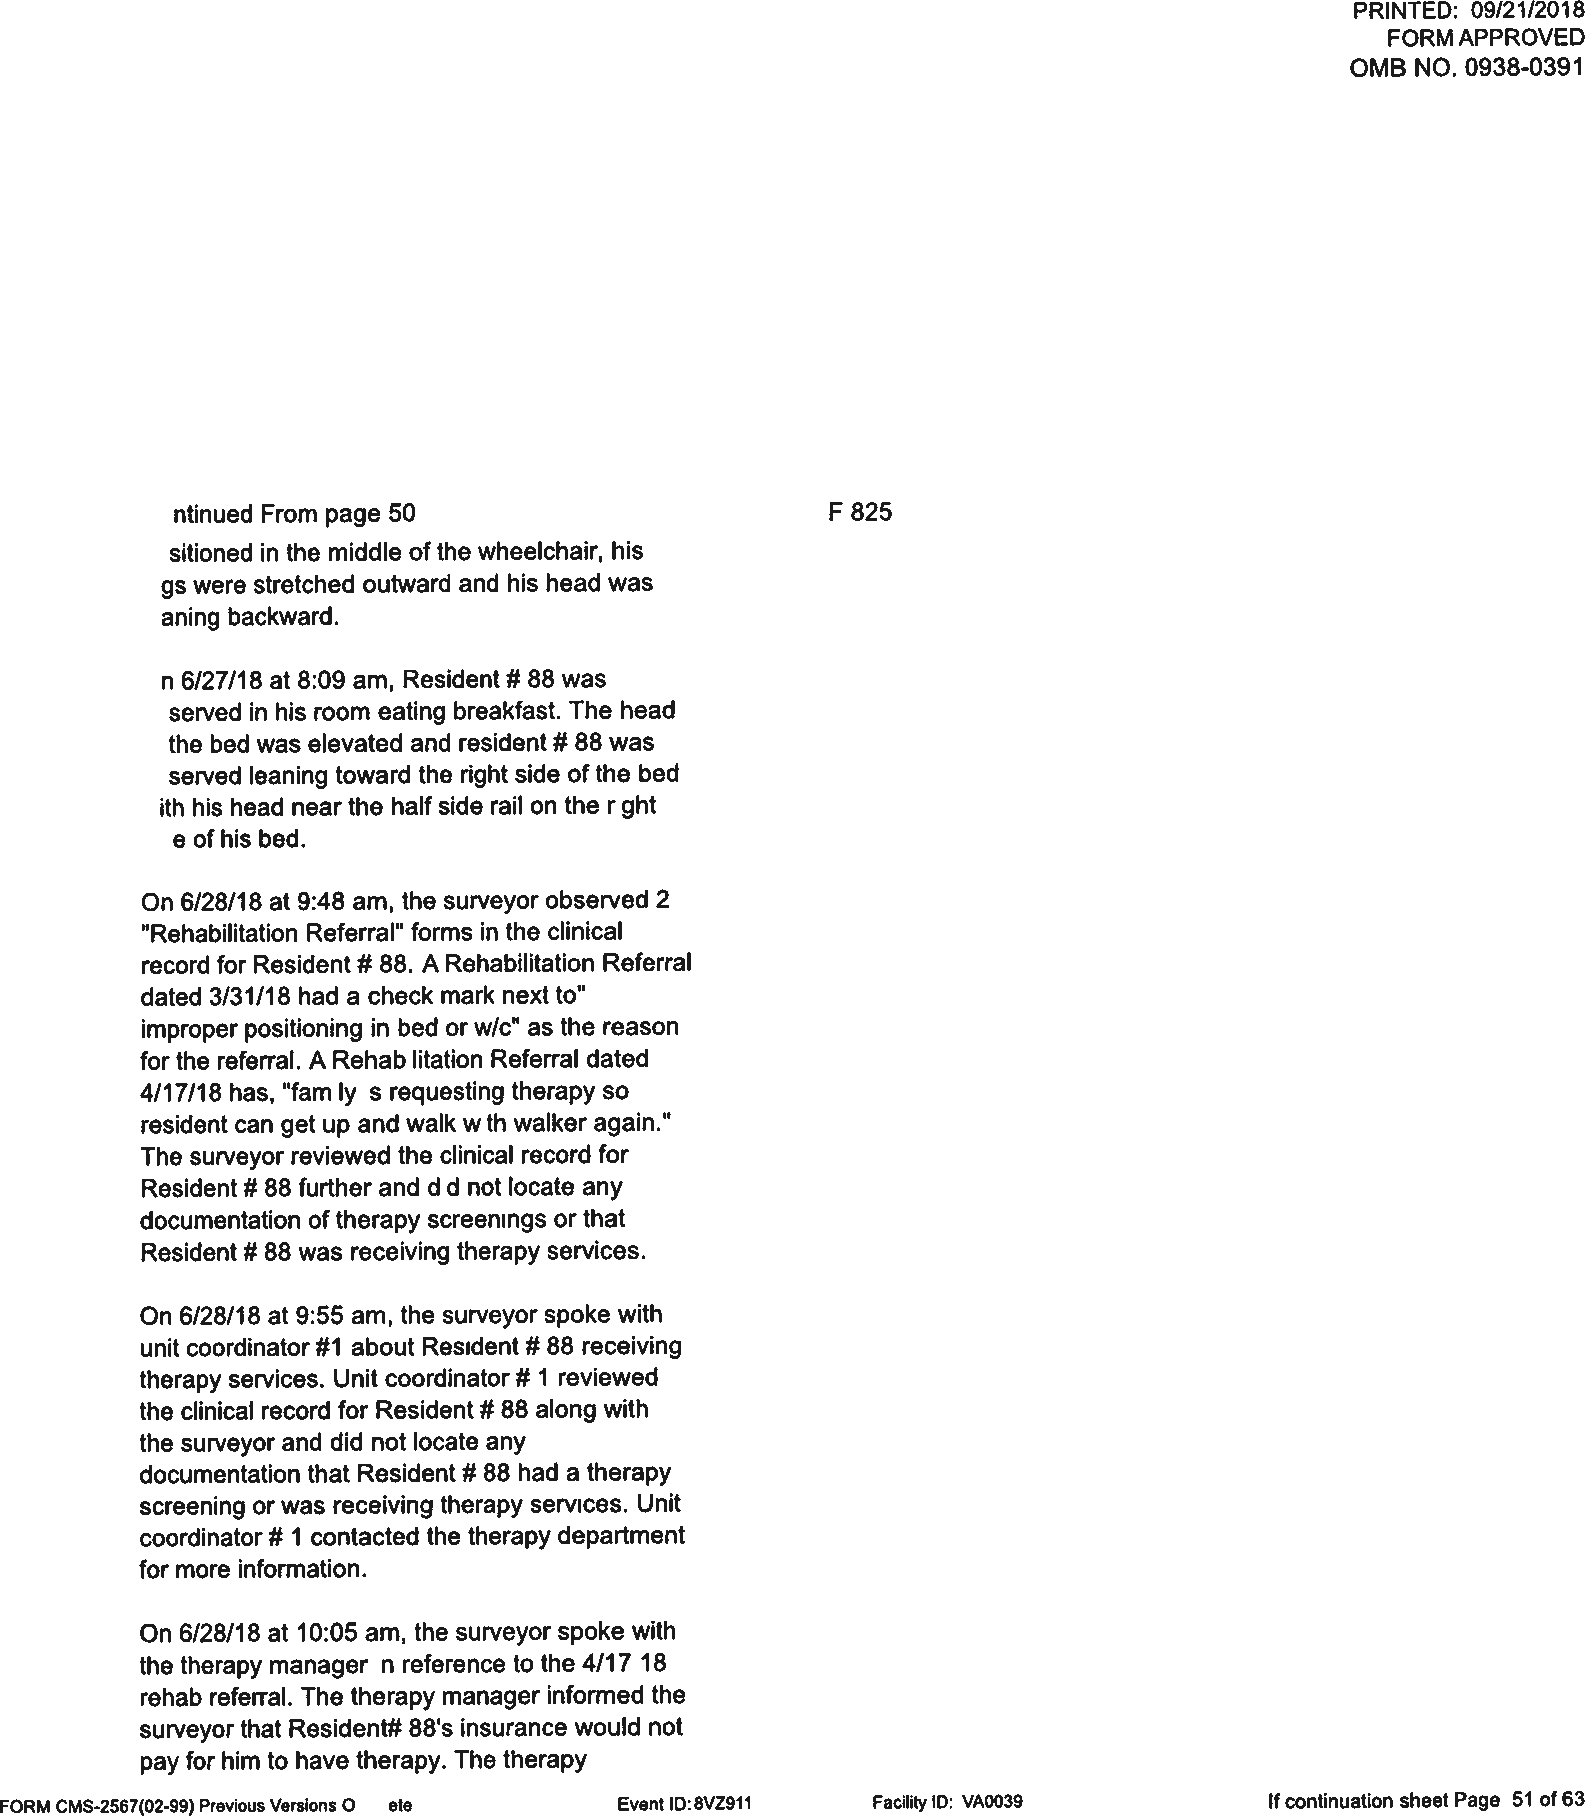 PRINTED: 09/21/2018
FORM APPROVED
OMB NO. 0938-0391
ntinued From page 50
F 825
sitioned in the middle of the wheelchair, his
gs were stretched outward and his head was
aning backward.
n 6/27/18 at 8:09 am, Resident # 88 was
served in his room eating breakfast. The head
the bed was elevated and resident # 88 was
served leaning toward the right side of the bed
ith his head near the half side rail on the r ght
e of his bed.
On 6/28/18 at 9:48 am, the surveyor observed 2
"Rehabilitation Referral" forms in the clinical
record for Resident # 88. A Rehabilitation Referral
dated 3/31/18 had a check mark next to"
improper positioning in bed or w/c" as the reason
for the referral. A Rehab litation Referral dated
4/17/18 has, "fam ly s requesting therapy so
resident can get up and walk w th walker again."
The surveyor reviewed the clinical record for
Resident # 88 further and d d not locate any
documentation of therapy screenings or that
Resident # 88 was receiving therapy services.
On 6/28/18 at 9:55 am, the surveyor spoke with
unit coordinator #1 about Resident # 88 receiving
therapy services. Unit coordinator # 1 reviewed
the clinical record for Resident # 88 along with
the surveyor and did not locate any
documentation that Resident # 88 had a therapy
screening or was receiving therapy services. Unit
coordinator # 1 contacted the therapy department
for more information.
On 6/28/18 at 10:05 am, the surveyor spoke with
the therapy manager n reference to the 4/17 18
rehab referral. The therapy manager informed the
surveyor that Resident# 88's insurance would not
pay for him to have therapy. The therapy
FORM CMS-2567(02-99) Previous Versions O ete
Event ID: 8VZ911
Facility ID: VA0039
If continuation sheet Page 51 of 63